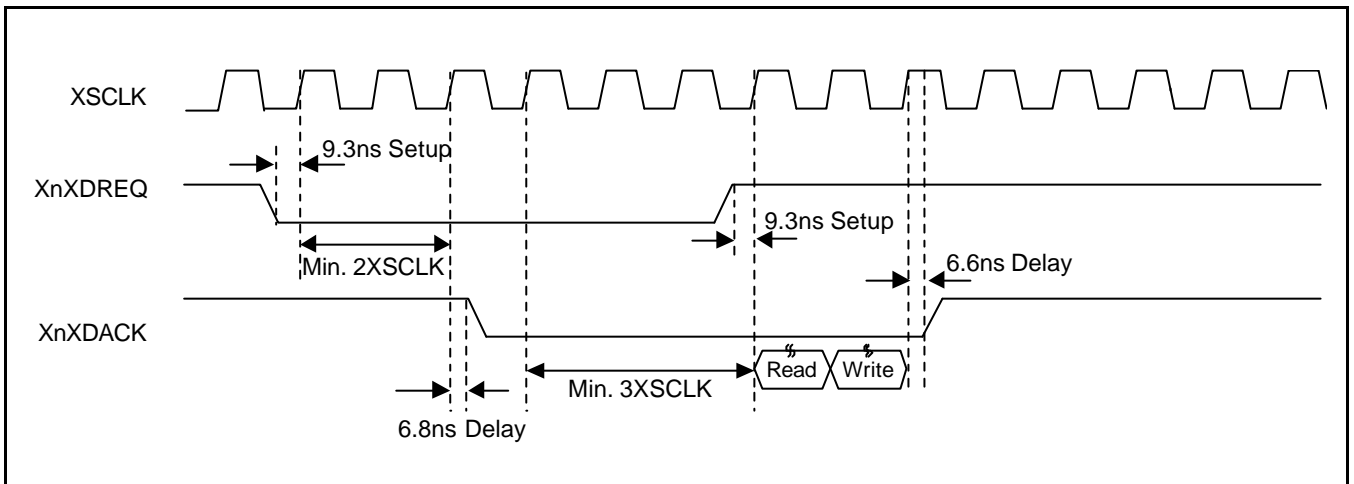 XSCLK
9.3ns Setup
XnXDREQ
9.3ns Setup
Min. 2XSCLK
6.6ns Delay
XnXDACK
Read
Write
Min. 3XSCLK
6.8ns Delay